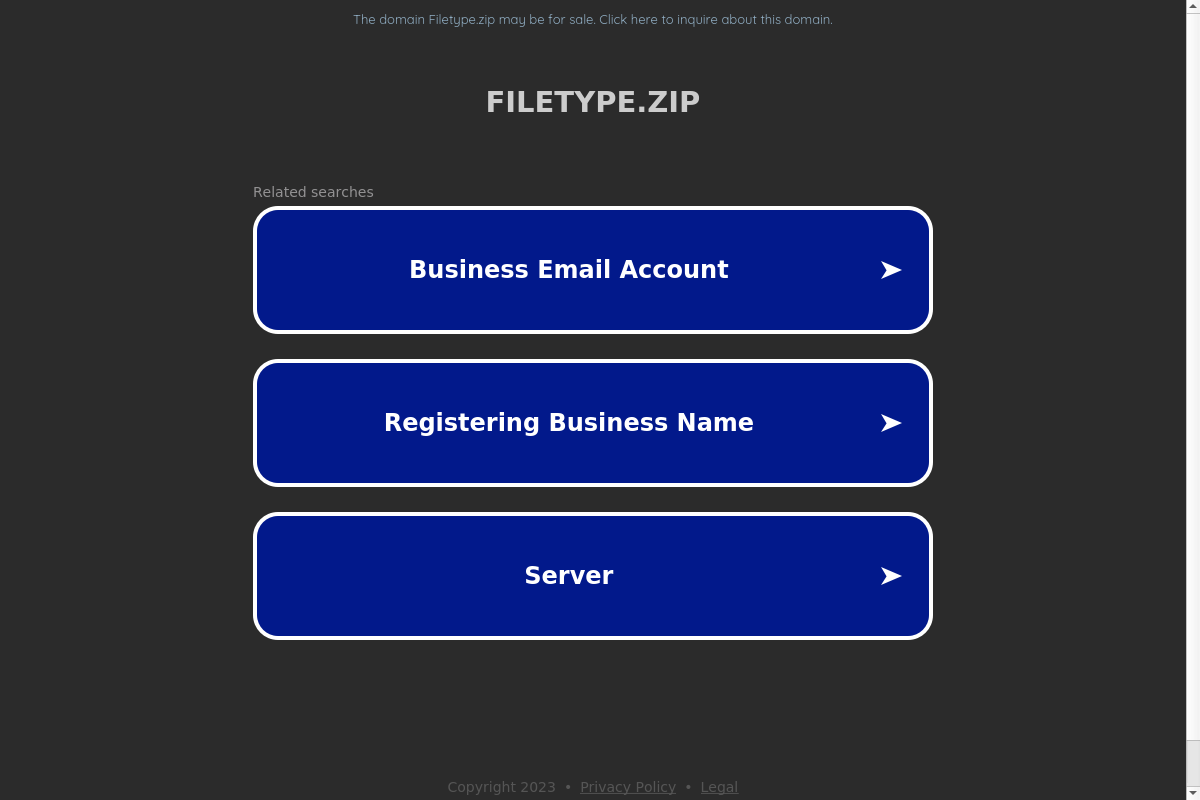 The domain Filetype.zip may be for sale. Click here to inquire about this domain.
FILETYPE.ZIP
Related searches
Business Email Account
Registering Business Name
Server
Copyright 2023 • Privacy Policy • Legal